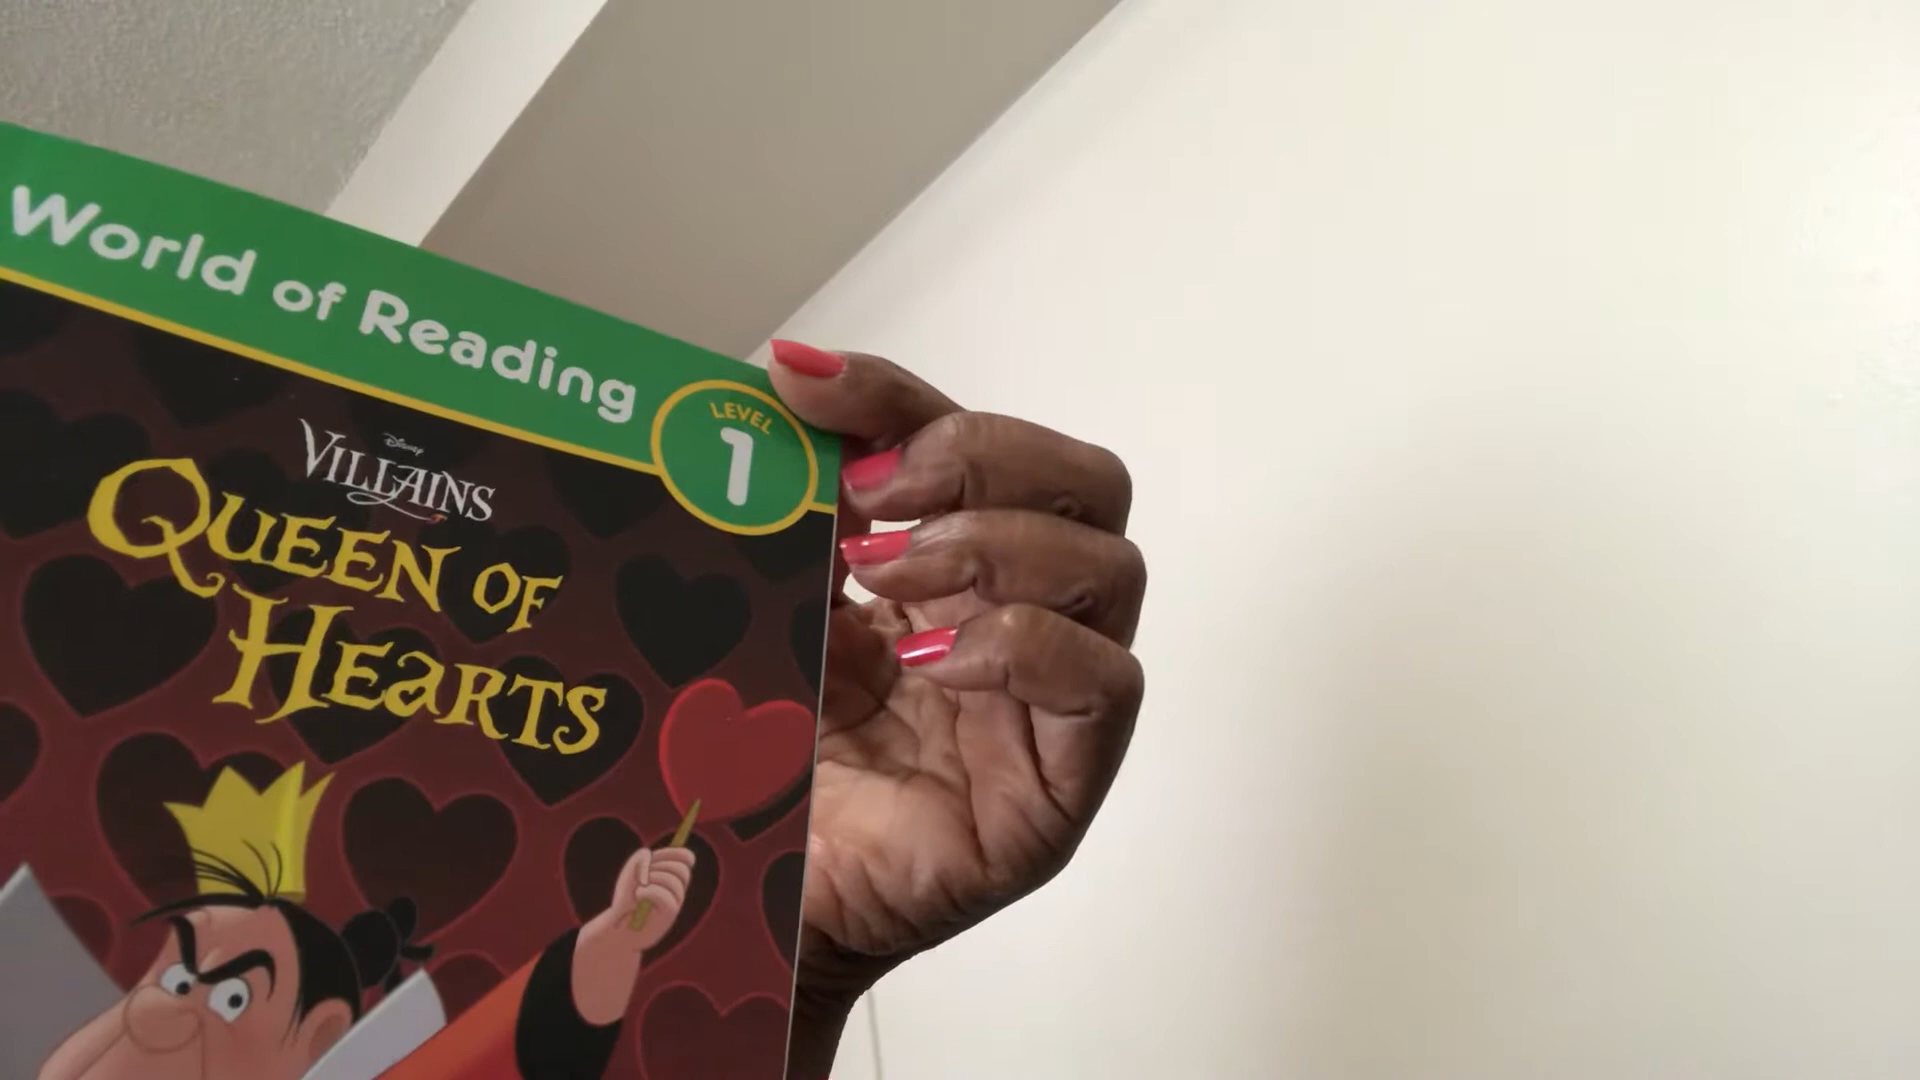 World of Reading
LEVEL
1
Disney
VILLAINS
QUEEN OF
HEARTS